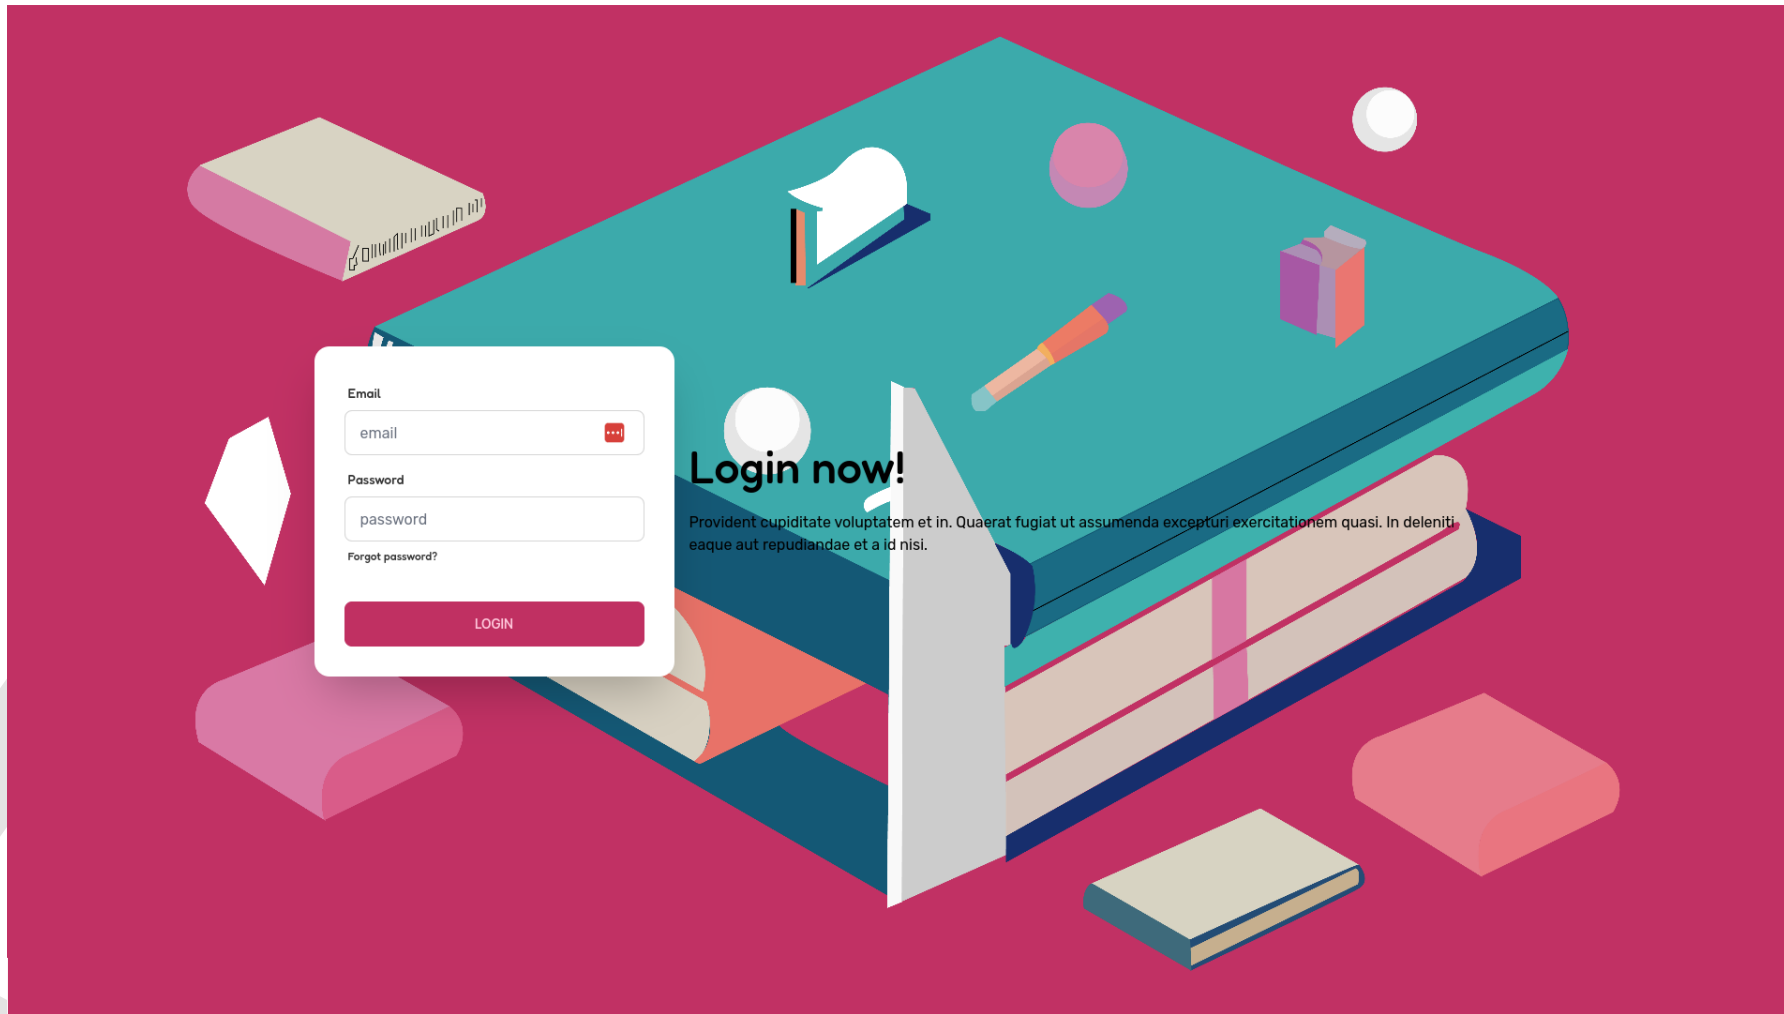 Email
email
Password
password
Forgot password?
LOGIN
Login now!
Provident cupiditate voluptatem et in. Quaerat fugiat ut assumenda excepturi exercitationem quasi. In deleniti
eaque aut repudiandae et a id nisi.